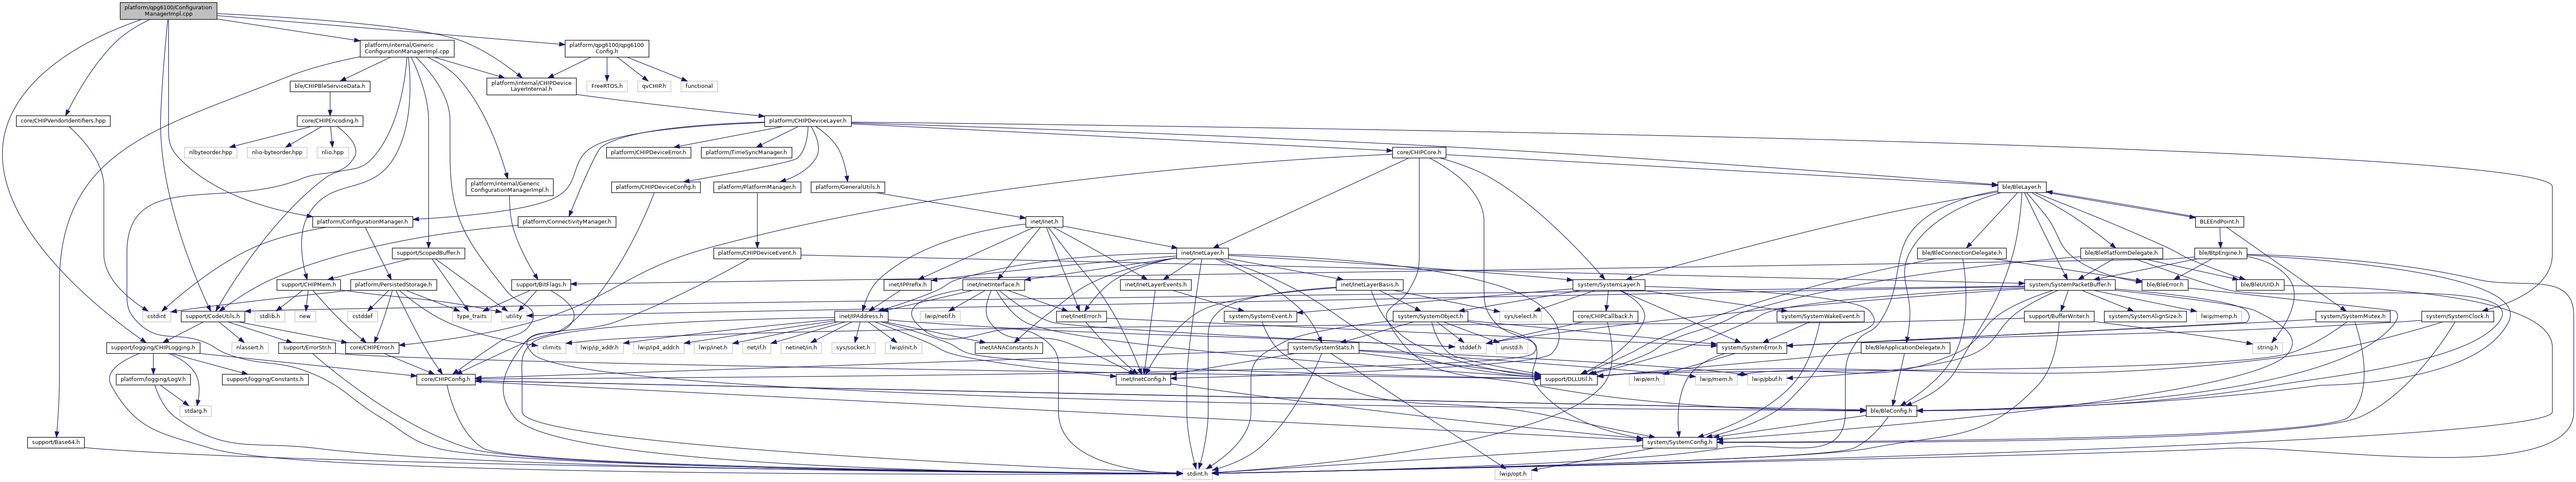 platform/qpg6100/Configuration
ManagerImpl.cpp
platform/internal/Generic
ConfigurationManagerImpl.cpp
platform/qpg6100/qpg6100
Config.h
ble/CHIPBleServiceData.h
platform/internal/CHIPDevice
LayerInternal.h
FreeRTOS.h
qvCHIP.h
functional
core/CHIPVendorIdentifiers.hpp
core/CHIPEncoding.h
platform/CHIPDeviceLayer.h
nlbyteorder.hpp
nlio-byteorder.hpp
nlio.hpp
platform/CHIPDeviceError.h
platform/TimeSyncManager.h
core/CHIPCore.h
platform/internal/Generic
ConfigurationManagerImpl.h
platform/CHIPDeviceConfig.h
platform/PlatformManager.h
platform/GeneralUtils.h
ble/BleLayer.h
platform/ConfigurationManager.h
platform/ConnectivityManager.h
inet/Inet.h
BLEEndPoint.h
support/ScopedBuffer.h
platform/CHIPDeviceEvent.h
inet/InetLayer.h
ble/BleConnectionDelegate.h
ble/BlePlatformDelegate.h
ble/BtpEngine.h
support/CHIPMem.h
platform/PersistedStorage.h
support/BitFlags.h
inet/IPPrefix.h
inet/InetInterface.h
inet/InetLayerEvents.h
inet/InetLayerBasis.h
system/SystemLayer.h
system/SystemPacketBuffer.h
ble/BleError.h
ble/BleUUID.h
cstdint
support/CodeUtils.h
stdlib.h
new
cstddef
type_traits
utility
inet/IPAddress.h
lwip/netif.h
inet/InetError.h
system/SystemEvent.h
system/SystemObject.h
sys/select.h
core/CHIPCallback.h
system/SystemWakeEvent.h
support/BufferWriter.h
system/SystemAlignSize.h
lwip/memp.h
system/SystemMutex.h
system/SystemClock.h
support/logging/CHIPLogging.h
nlassert.h
support/ErrorStr.h
core/CHIPError.h
climits
lwip/ip_addr.h
lwip/ip4_addr.h
lwip/inet.h
net/if.h
netinet/in.h
sys/socket.h
lwip/init.h
inet/IANAConstants.h
system/SystemStats.h
stddef.h
unistd.h
system/SystemError.h
ble/BleApplicationDelegate.h
string.h
platform/logging/LogV.h
support/logging/Constants.h
core/CHIPConfig.h
inet/InetConfig.h
support/DLLUtil.h
lwip/err.h
lwip/mem.h
lwip/pbuf.h
stdarg.h
ble/BleConfig.h
support/Base64.h
system/SystemConfig.h
stdint.h
lwip/opt.h